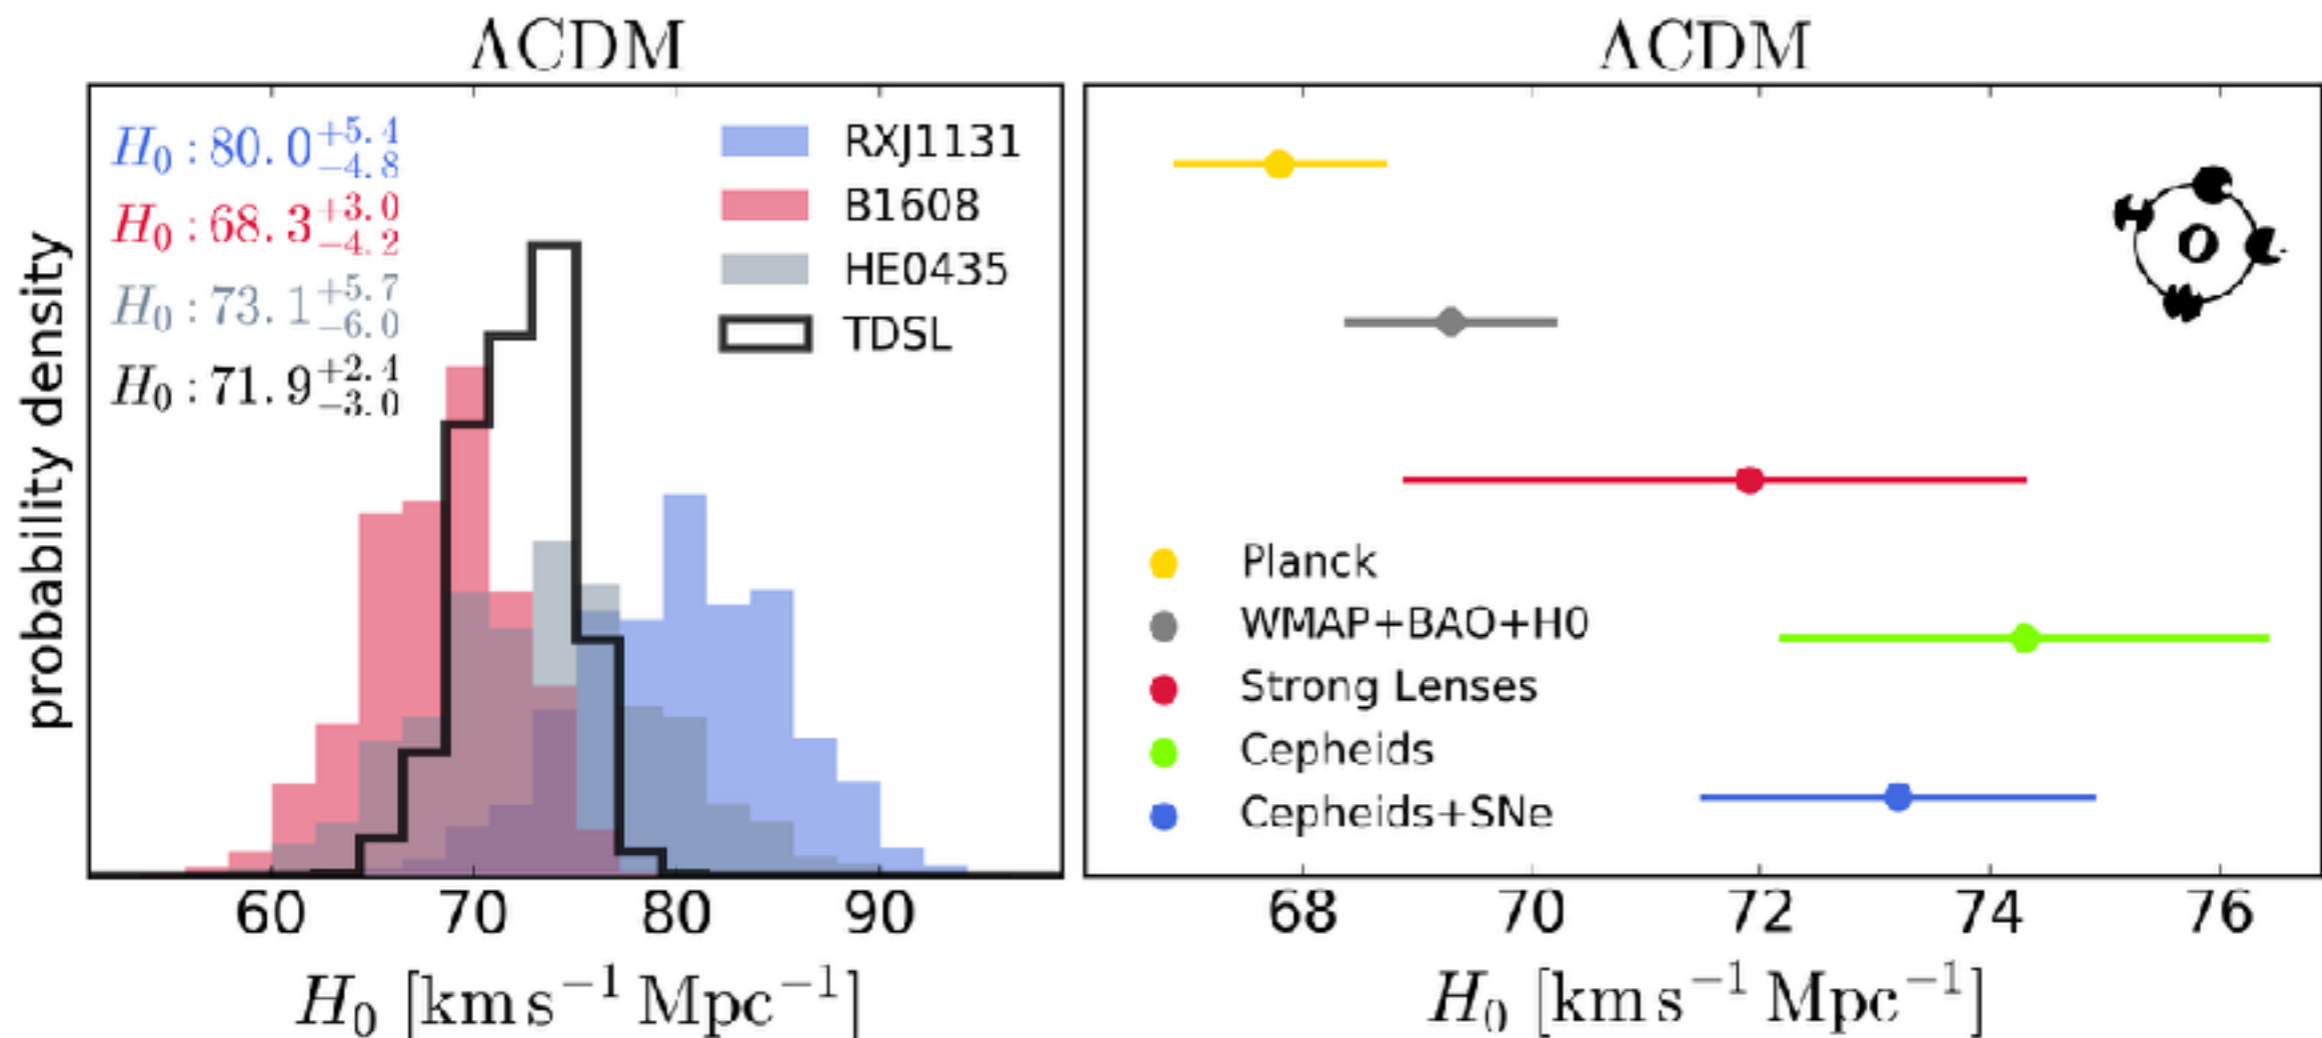 ΛCDM
H₀ : 80.0 +5.4 −4.8
H₀ : 68.3 +3.0 −4.2
H₀ : 73.1 +5.7 −6.0
H₀ : 71.9 +2.4 −3.0
RXJ1131
B1608
HE0435
TDSL
probability density
60 70 80 90
H₀ [km s⁻¹ Mpc⁻¹]
ΛCDM
H
0
L
Planck
WMAP+BAO+H0
Strong Lenses
Cepheids
Cepheids+SNe
68 70 72 74 76
H₀ [km s⁻¹ Mpc⁻¹]